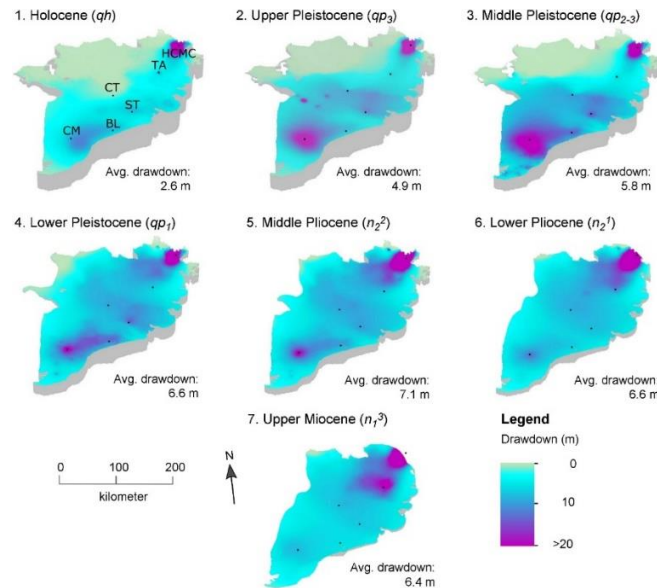 1. Holocene (qh)
HCMC
TA
CT
ST
CM
BL
Avg. drawdown:
2.6 m
2. Upper Pleistocene (qp₃)
Avg. drawdown:
4.9 m
3. Middle Pleistocene (qp₂₋₃)
Avg. drawdown:
5.8 m
4. Lower Pleistocene (qp₁)
Avg. drawdown:
6.6 m
5. Middle Pliocene (n₂²)
Avg. drawdown:
7.1 m
6. Lower Pliocene (n₂¹)
Avg. drawdown:
6.6 m
7. Upper Miocene (n₁³)
Avg. drawdown:
6.4 m
0 100 200
kilometer
N
Legend
Drawdown (m)
0
10
>20